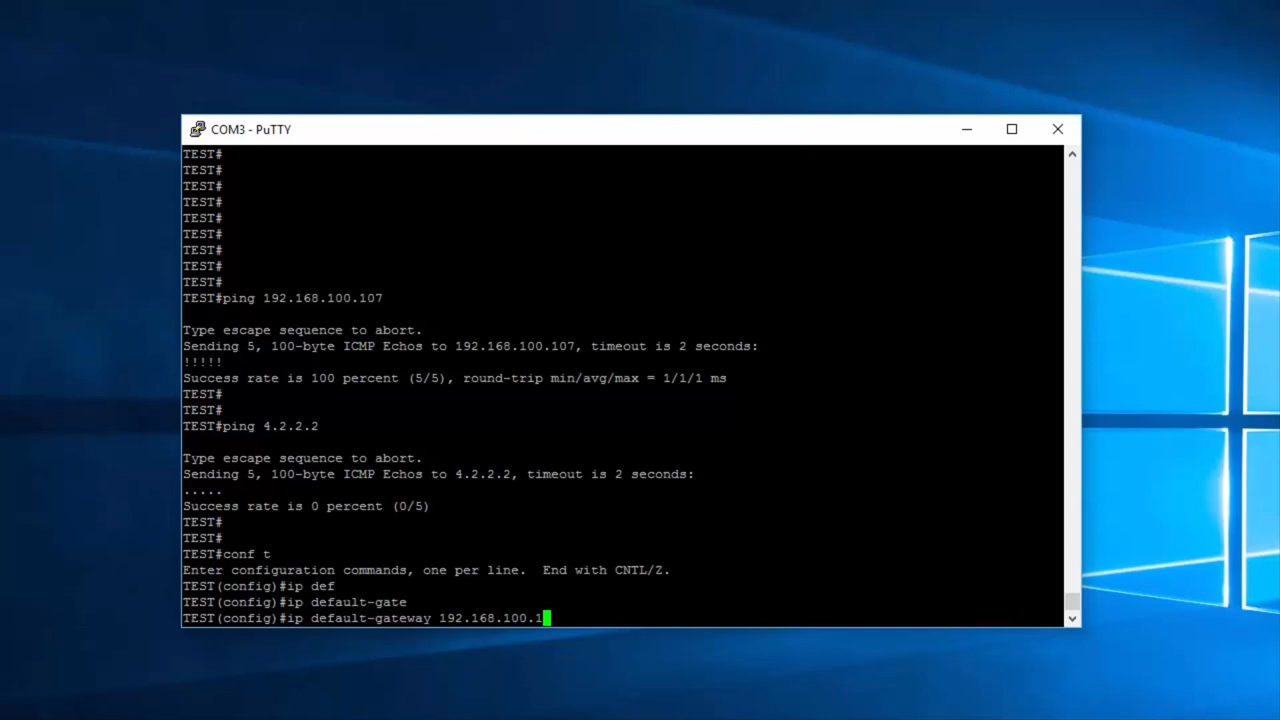 COM3 - PuTTY
TEST#
TEST#
TEST#
TEST#
TEST#
TEST#
TEST#
TEST#
TEST#
TEST#ping 192.168.100.107
Type escape sequence to abort.
Sending 5, 100-byte ICMP Echos to 192.168.100.107, timeout is 2 seconds:
!!!!!
Success rate is 100 percent (5/5), round-trip min/avg/max = 1/1/1 ms
TEST#
TEST#
TEST#ping 4.2.2.2
Type escape sequence to abort.
Sending 5, 100-byte ICMP Echos to 4.2.2.2, timeout is 2 seconds:
.....
Success rate is 0 percent (0/5)
TEST#
TEST#
TEST#conf t
Enter configuration commands, one per line.  End with CNTL/Z.
TEST(config)#ip def
TEST(config)#ip default-gate
TEST(config)#ip default-gateway 192.168.100.1